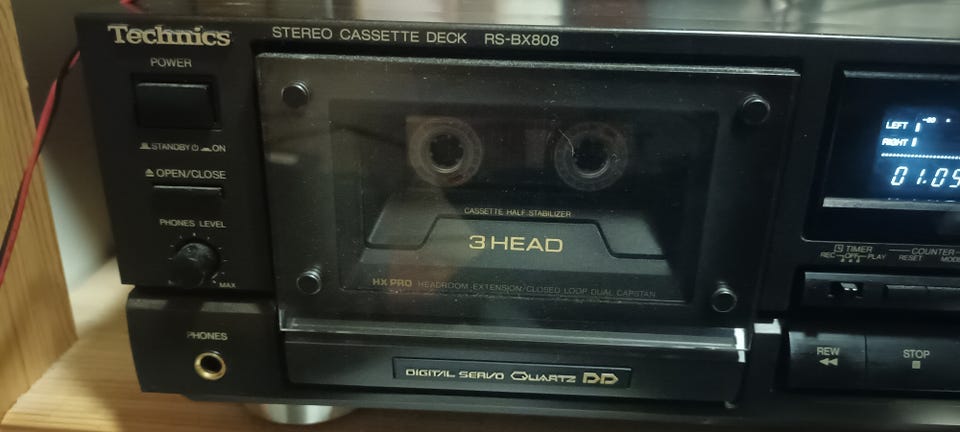 Technics
STEREO CASSETTE DECK RS-BX808
POWER
STANDBY ON
OPEN/CLOSE
PHONES LEVEL
MAX
PHONES
CASSETTE HALF STABILIZER
3 HEAD
HX PRO HEADROOM EXTENSION/CLOSED LOOP DUAL CAPSTAN
DIGITAL SERVO QUARTZ DD
LEFT
RIGHT
01.09
TIMER
REC OFF PLAY
COUNTER
RESET
REW
STOP